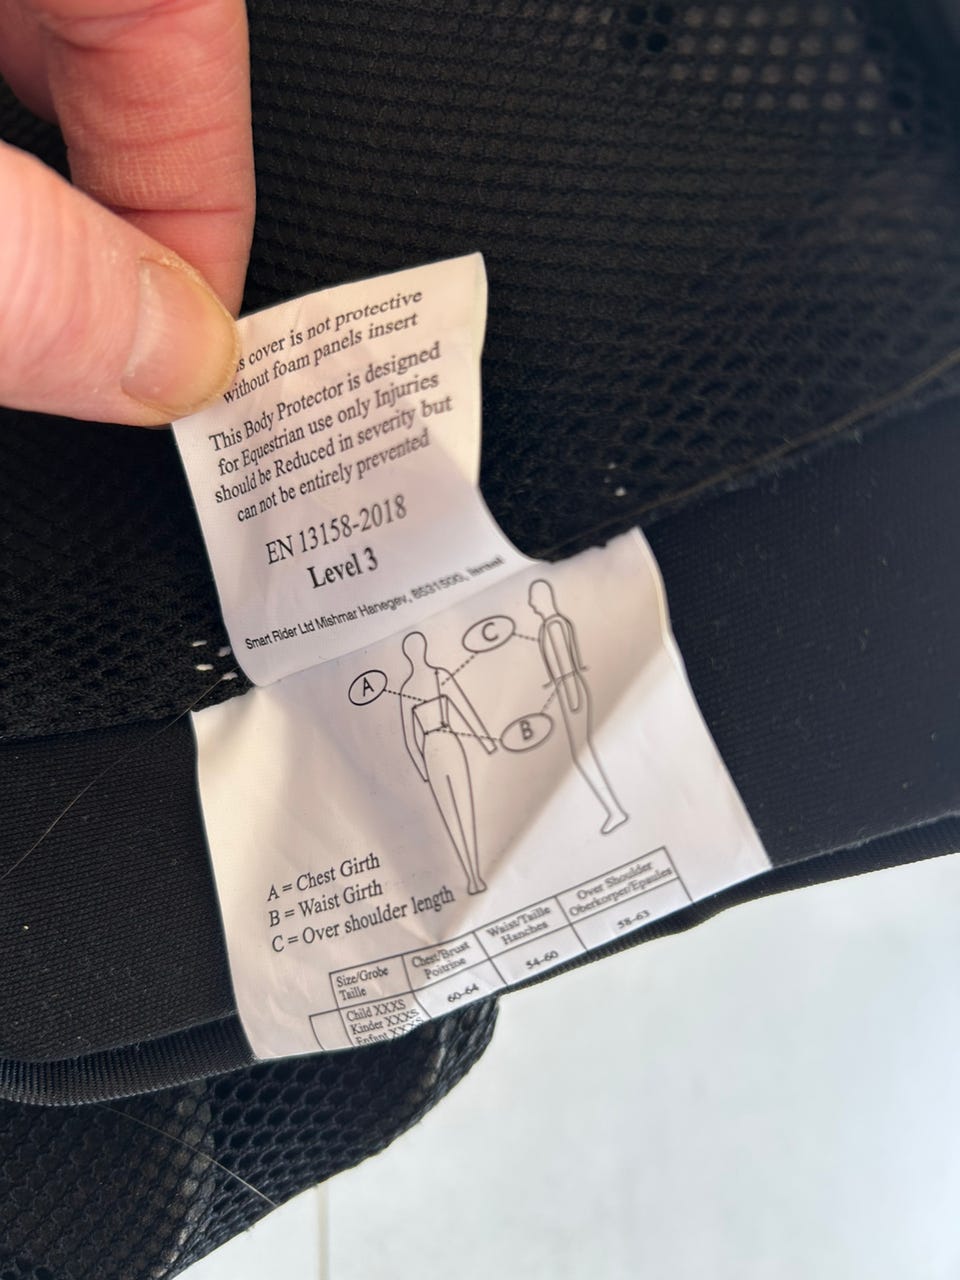 s cover is not protective
without foam panels insert
This Body Protector is designed
for Equestrian use only Injuries
should be Reduced in severity but
can not be entirely prevented
EN 13158-2018
Level 3
Smart Rider Ltd Mishmar Hanegev, 8531500, Israel
A
C
B
A = Chest Girth
B = Waist Girth
C = Over shoulder length
Size/Grobe Taille
Chest/Brust Poitrine
Waist/Taille Hanches
Over Shoulder Oberkorper/Epaules
Child XXXS
Kinder XXXS
Enfant XXXS
60-64
54-60
58-63